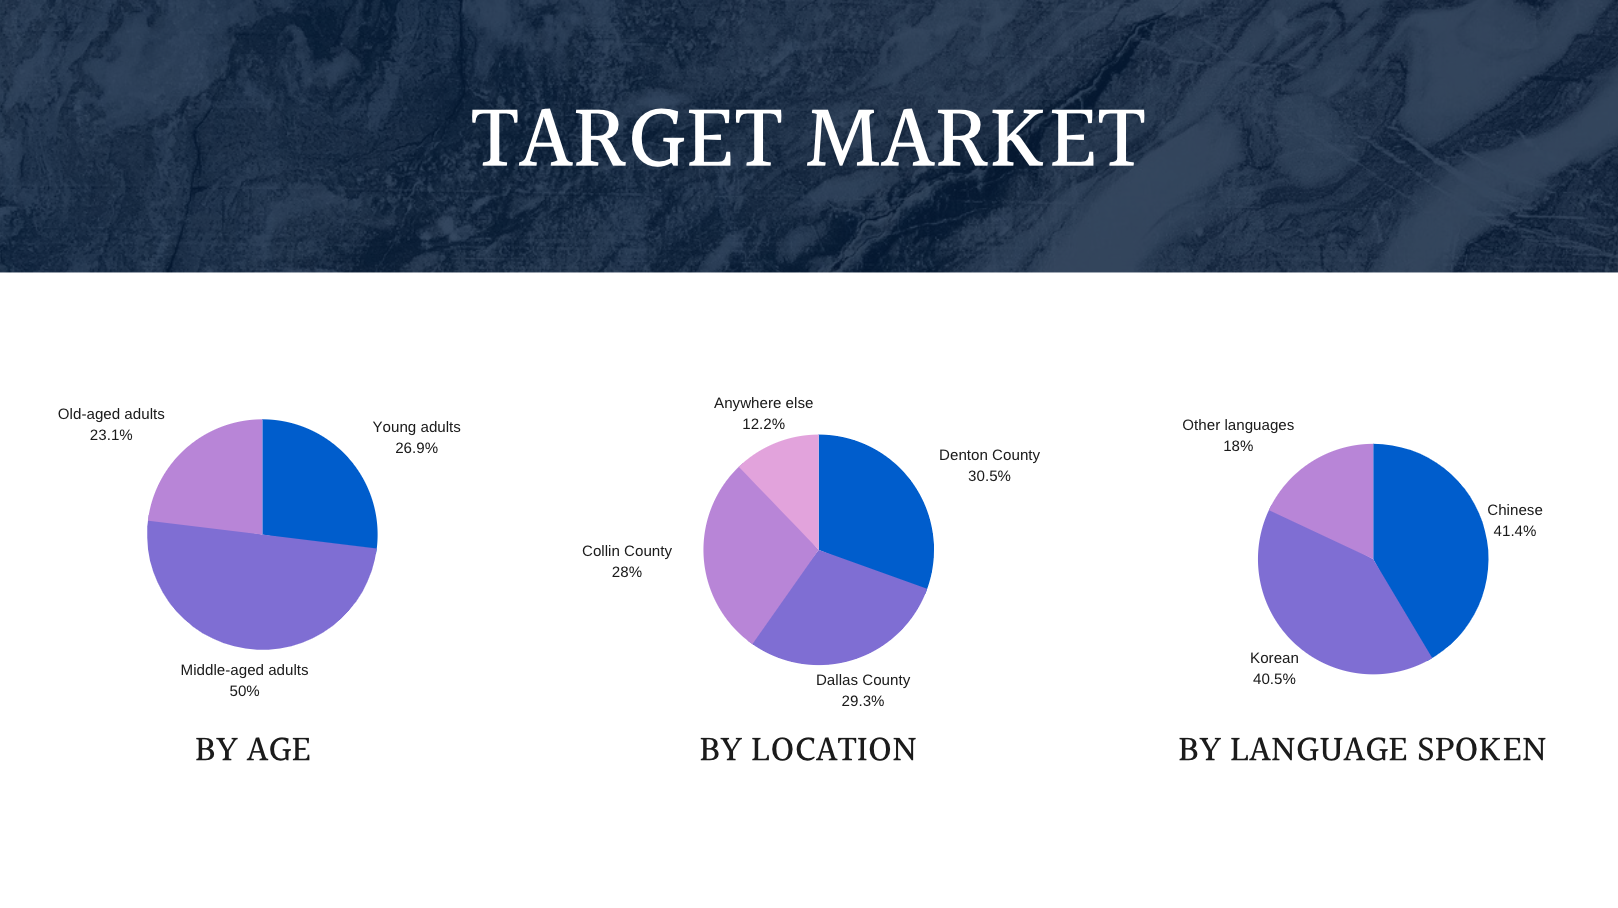 TARGET MARKET
Old-aged adults
23.1%
Young adults
26.9%
Middle-aged adults
50%
BY AGE
Anywhere else
12.2%
Denton County
30.5%
Collin County
28%
Dallas County
29.3%
BY LOCATION
Other languages
18%
Chinese
41.4%
Korean
40.5%
BY LANGUAGE SPOKEN